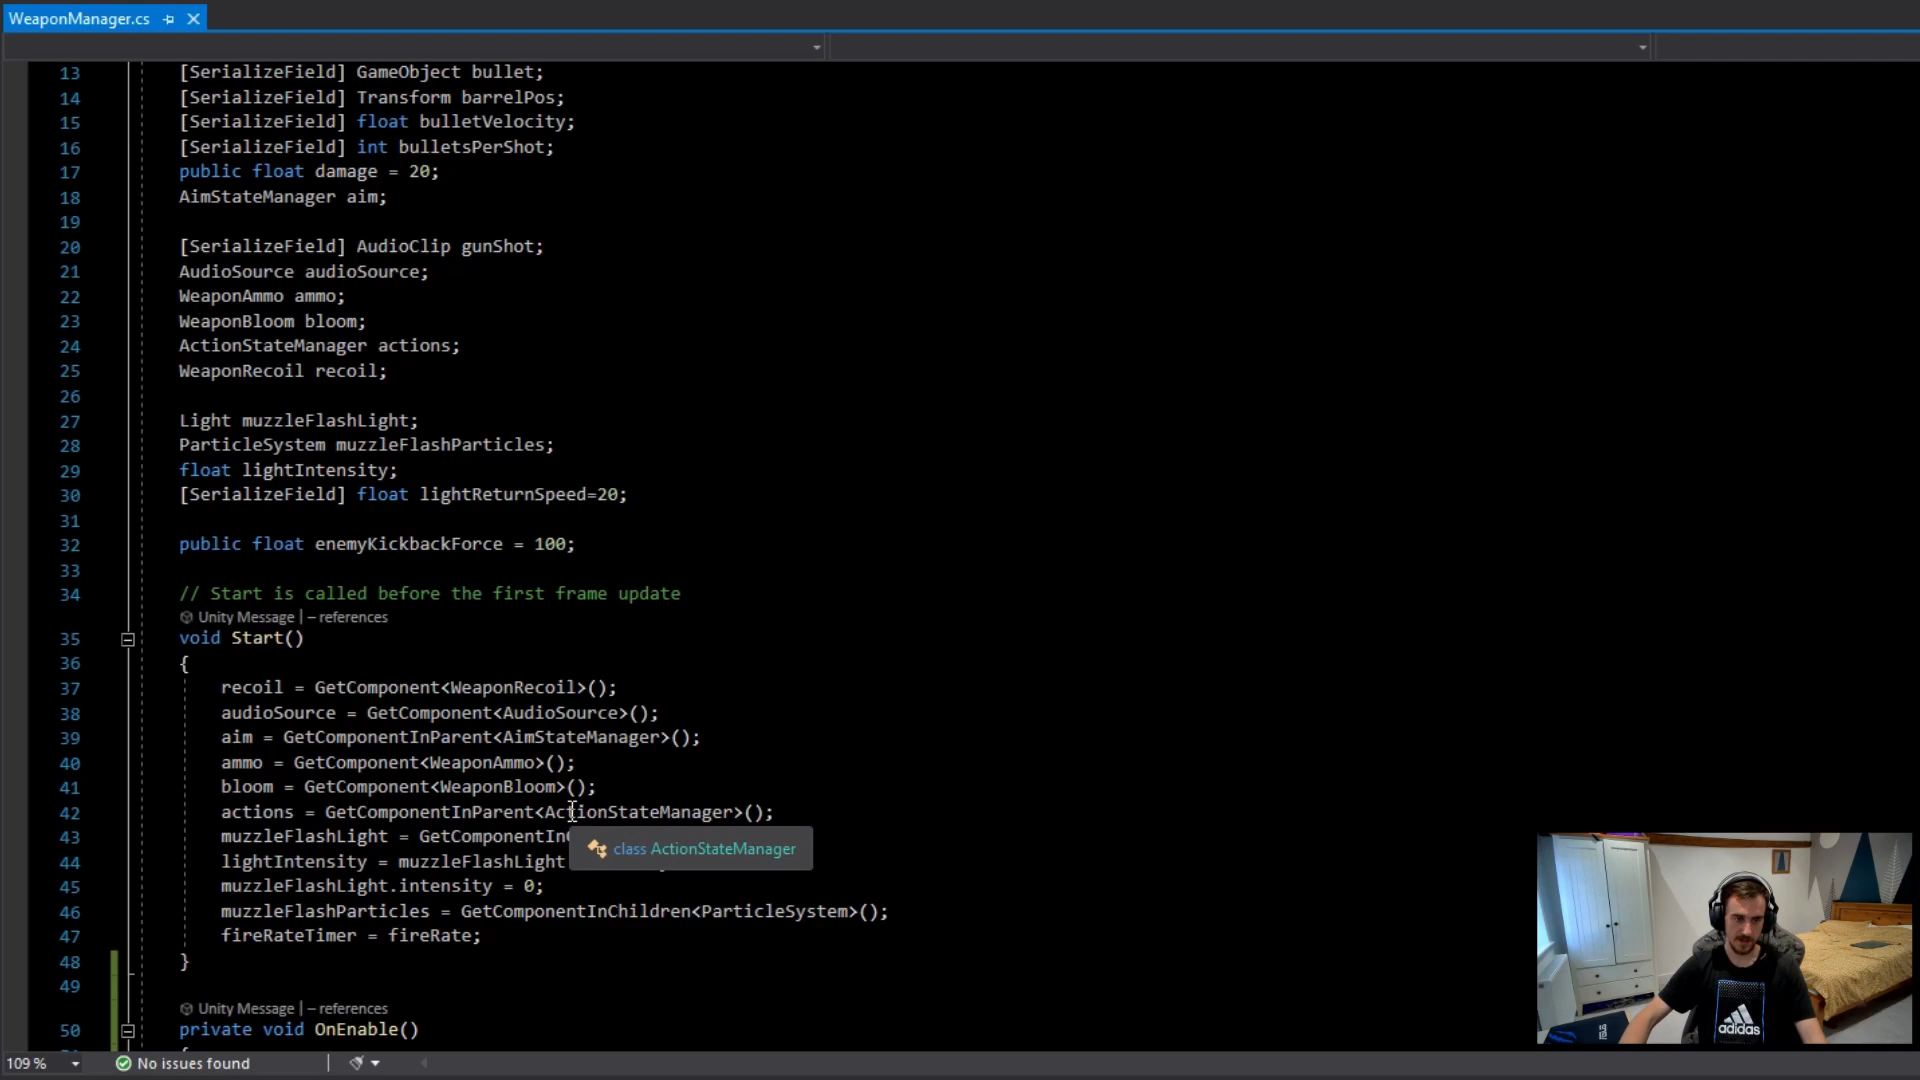 WeaponManager.cs
13 [SerializeField] GameObject bullet;
14 [SerializeField] Transform barrelPos;
15 [SerializeField] float bulletVelocity;
16 [SerializeField] int bulletsPerShot;
17 public float damage = 20;
18 AimStateManager aim;
19
20 [SerializeField] AudioClip gunShot;
21 AudioSource audioSource;
22 WeaponAmmo ammo;
23 WeaponBloom bloom;
24 ActionStateManager actions;
25 WeaponRecoil recoil;
26
27 Light muzzleFlashLight;
28 ParticleSystem muzzleFlashParticles;
29 float lightIntensity;
30 [SerializeField] float lightReturnSpeed=20;
31
32 public float enemyKickbackForce = 100;
33
34 // Start is called before the first frame update
Unity Message | – references
35 void Start()
36 {
37 recoil = GetComponent<WeaponRecoil>();
38 audioSource = GetComponent<AudioSource>();
39 aim = GetComponentInParent<AimStateManager>();
40 ammo = GetComponent<WeaponAmmo>();
41 bloom = GetComponent<WeaponBloom>();
42 actions = GetComponentInParent<ActionStateManager>();
43 muzzleFlashLight = GetComponentIn
class ActionStateManager
44 lightIntensity = muzzleFlashLight
45 muzzleFlashLight.intensity = 0;
46 muzzleFlashParticles = GetComponentInChildren<ParticleSystem>();
47 fireRateTimer = fireRate;
48 }
49
Unity Message | – references
50 private void OnEnable()
109 % No issues found
adidas